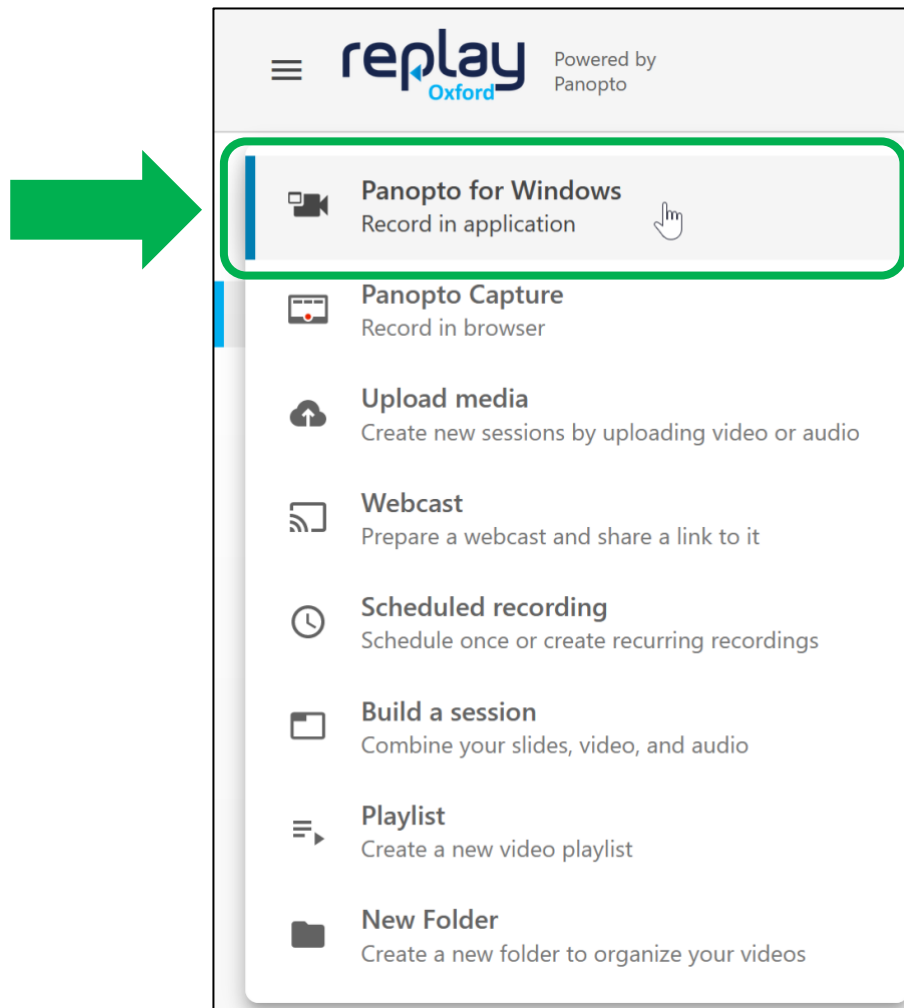 replay
Oxford
Powered by
Panopto
Panopto for Windows
Record in application
Panopto Capture
Record in browser
Upload media
Create new sessions by uploading video or audio
Webcast
Prepare a webcast and share a link to it
Scheduled recording
Schedule once or create recurring recordings
Build a session
Combine your slides, video, and audio
Playlist
Create a new video playlist
New Folder
Create a new folder to organize your videos